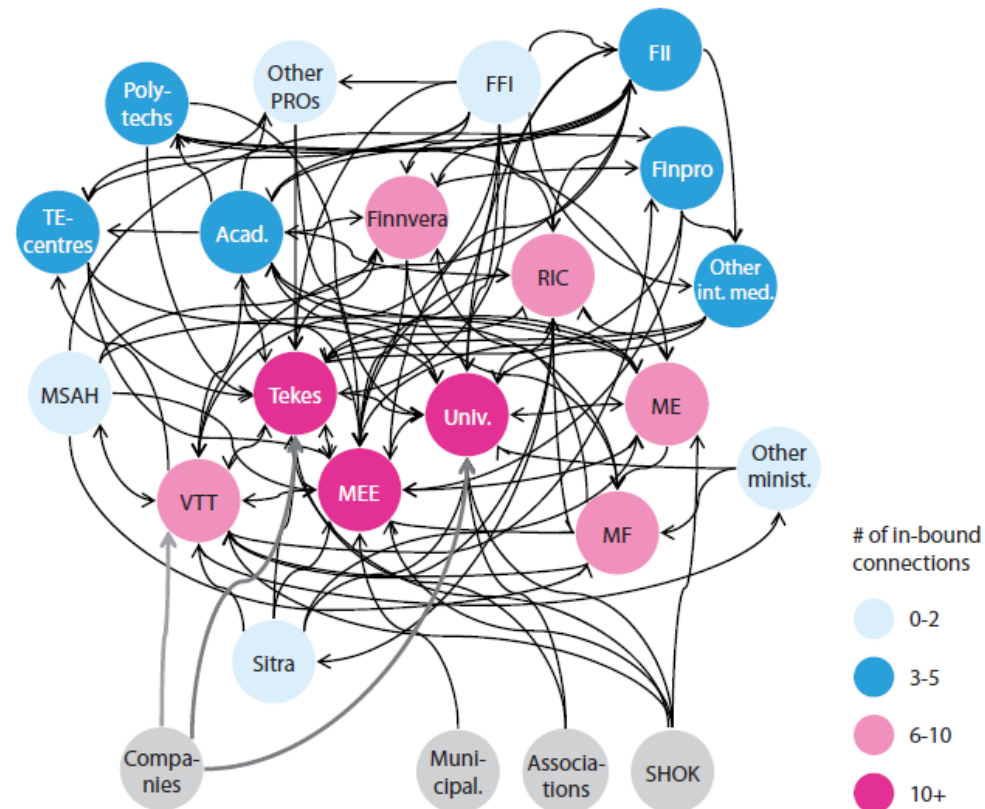 FII
Other
PROs
FFI
Poly-
techs
Finpro
TE-
centres
Acad.
Finnvera
RIC
Other
int. med.
MSAH
Tekes
Univ.
ME
Other
minist.
VTT
MEE
MF
# of in-bound
connections
0-2
3-5
6-10
10+
Sitra
Compa-
nies
Muni-
cipal.
Associa-
tions
SHOK